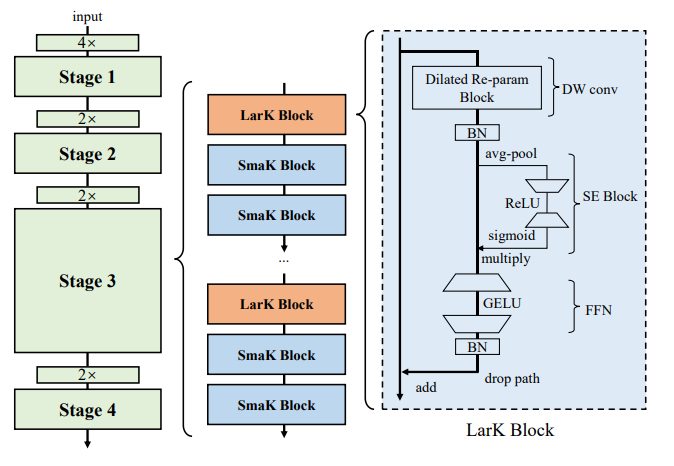 input
4×
Stage 1
2×
Stage 2
2×
Stage 3
2×
Stage 4
LarK Block
SmaK Block
SmaK Block
...
LarK Block
SmaK Block
SmaK Block
Dilated Re-param
Block
DW conv
BN
avg-pool
ReLU
SE Block
sigmoid
multiply
GELU
FFN
BN
drop path
add
LarK Block